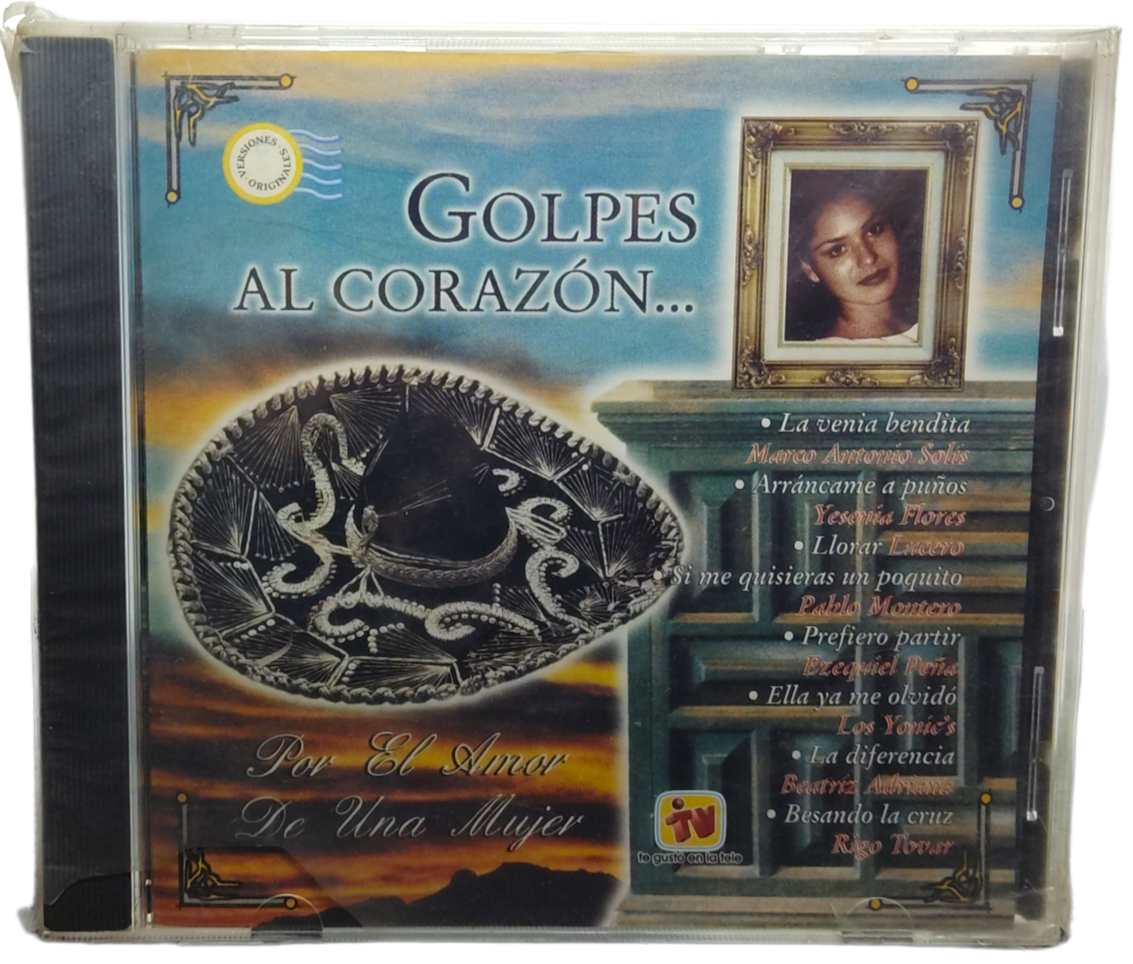 VERSIONES ORIGINALES
GOLPES
AL CORAZÓN...
• La venia bendita
Marco Antonio Solís
• Arráncame a puños
Yesenia Flores
• Llorar Lucero
• Si me quisieras un poquito
Pablo Montero
• Prefiero partir
Ezequiel Peña
• Ella ya me olvidó
Los Yonic's
• La diferencia
Beatriz Adriana
• Besando la cruz
Rigo Tovar
Por El Amor
De Una Mujer
TV
te gusto en la tele